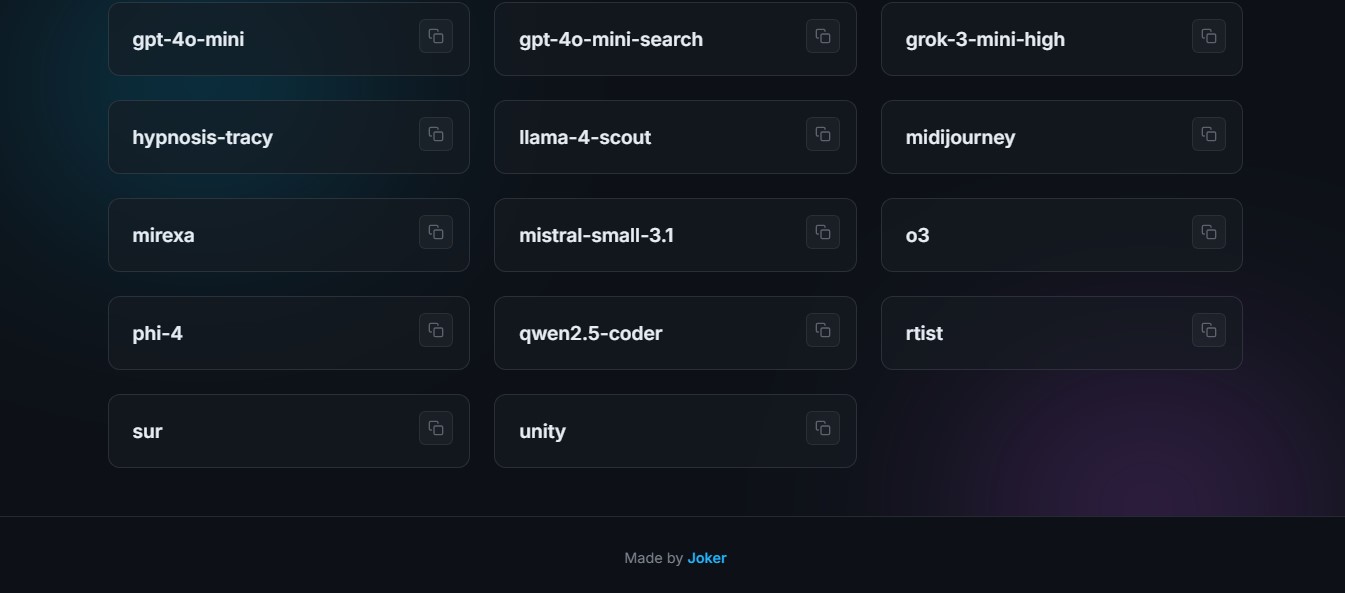 gpt-4o-mini
gpt-4o-mini-search
grok-3-mini-high
hypnosis-tracy
llama-4-scout
midijourney
mirexa
mistral-small-3.1
o3
phi-4
qwen2.5-coder
rtist
sur
unity
Made by Joker